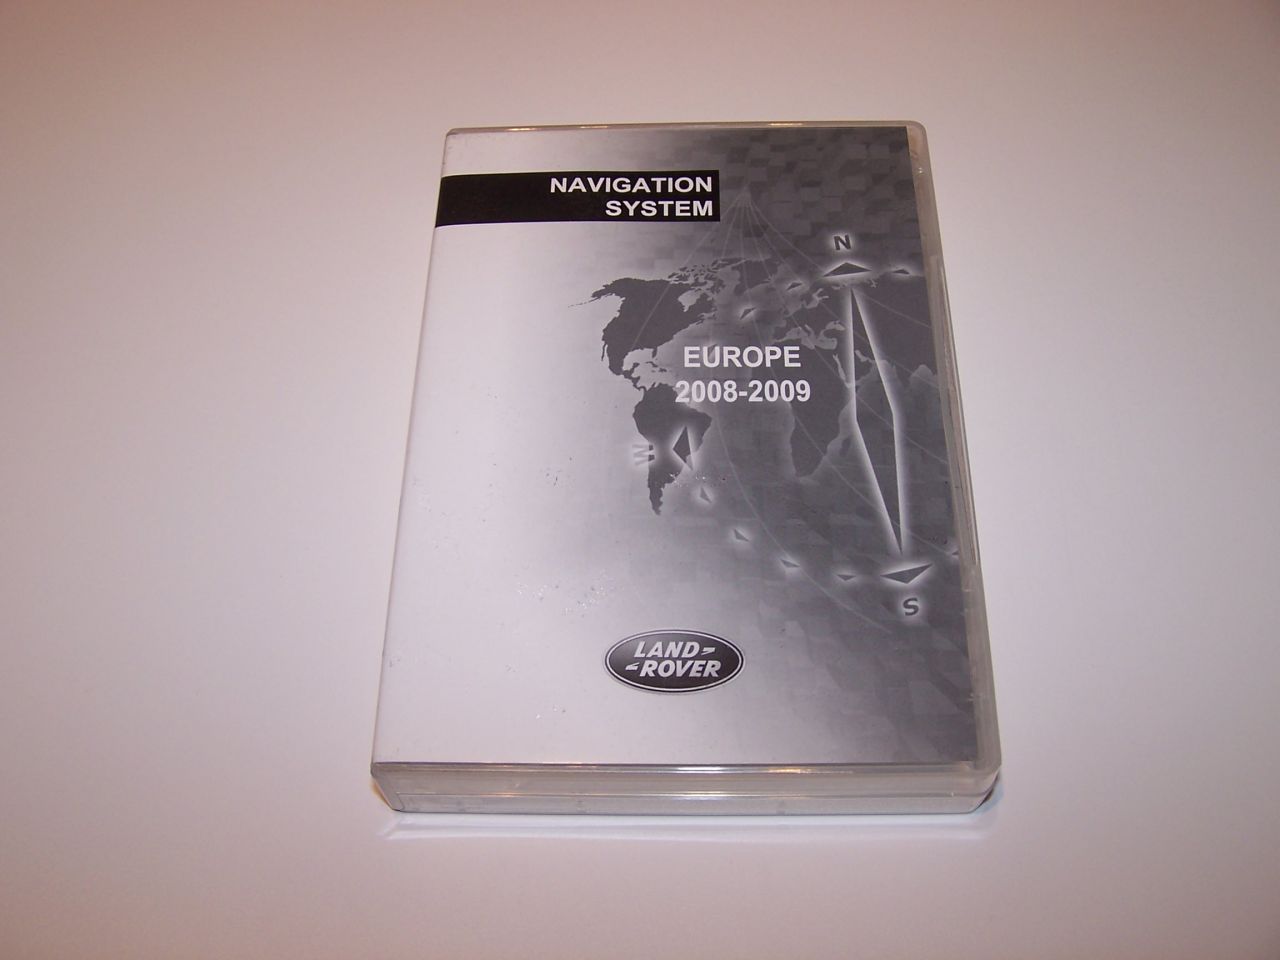 NAVIGATION
SYSTEM
N
EUROPE
2008-2009
W
S
LAND
ROVER